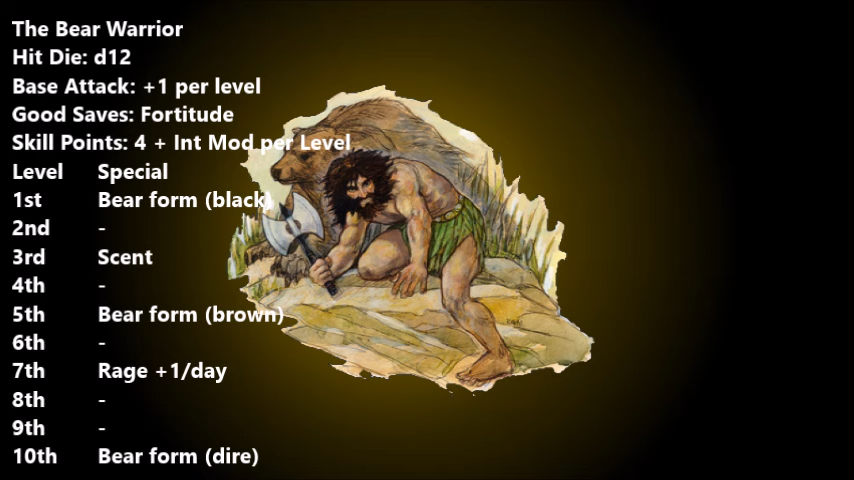 The Bear Warrior
Hit Die: d12
Base Attack: +1 per level
Good Saves: Fortitude
Skill Points: 4 + Int Mod per Level
Level Special
1st Bear form (black)
2nd -
3rd Scent
4th -
5th Bear form (brown)
6th -
7th Rage +1/day
8th -
9th -
10th Bear form (dire)